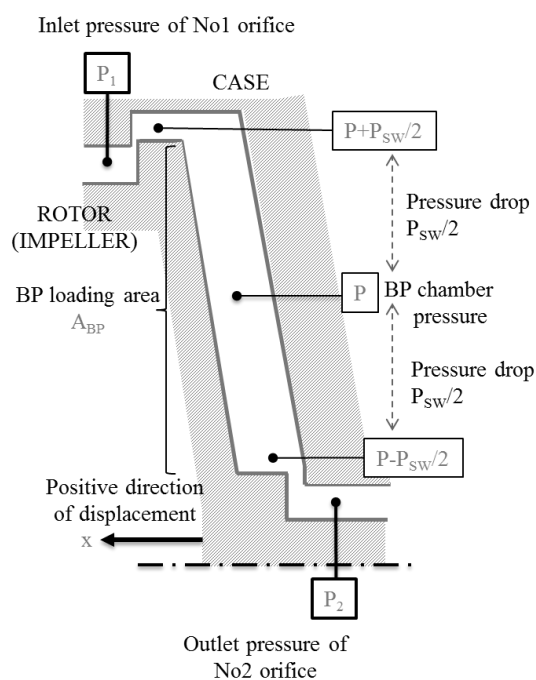 Inlet pressure of No1 orifice
P1
CASE
P+PSW/2
Pressure drop
PSW/2
ROTOR
(IMPELLER)
BP loading area
ABP
P
BP chamber
pressure
Pressure drop
PSW/2
P-PSW/2
Positive direction
of displacement
x
P2
Outlet pressure of
No2 orifice